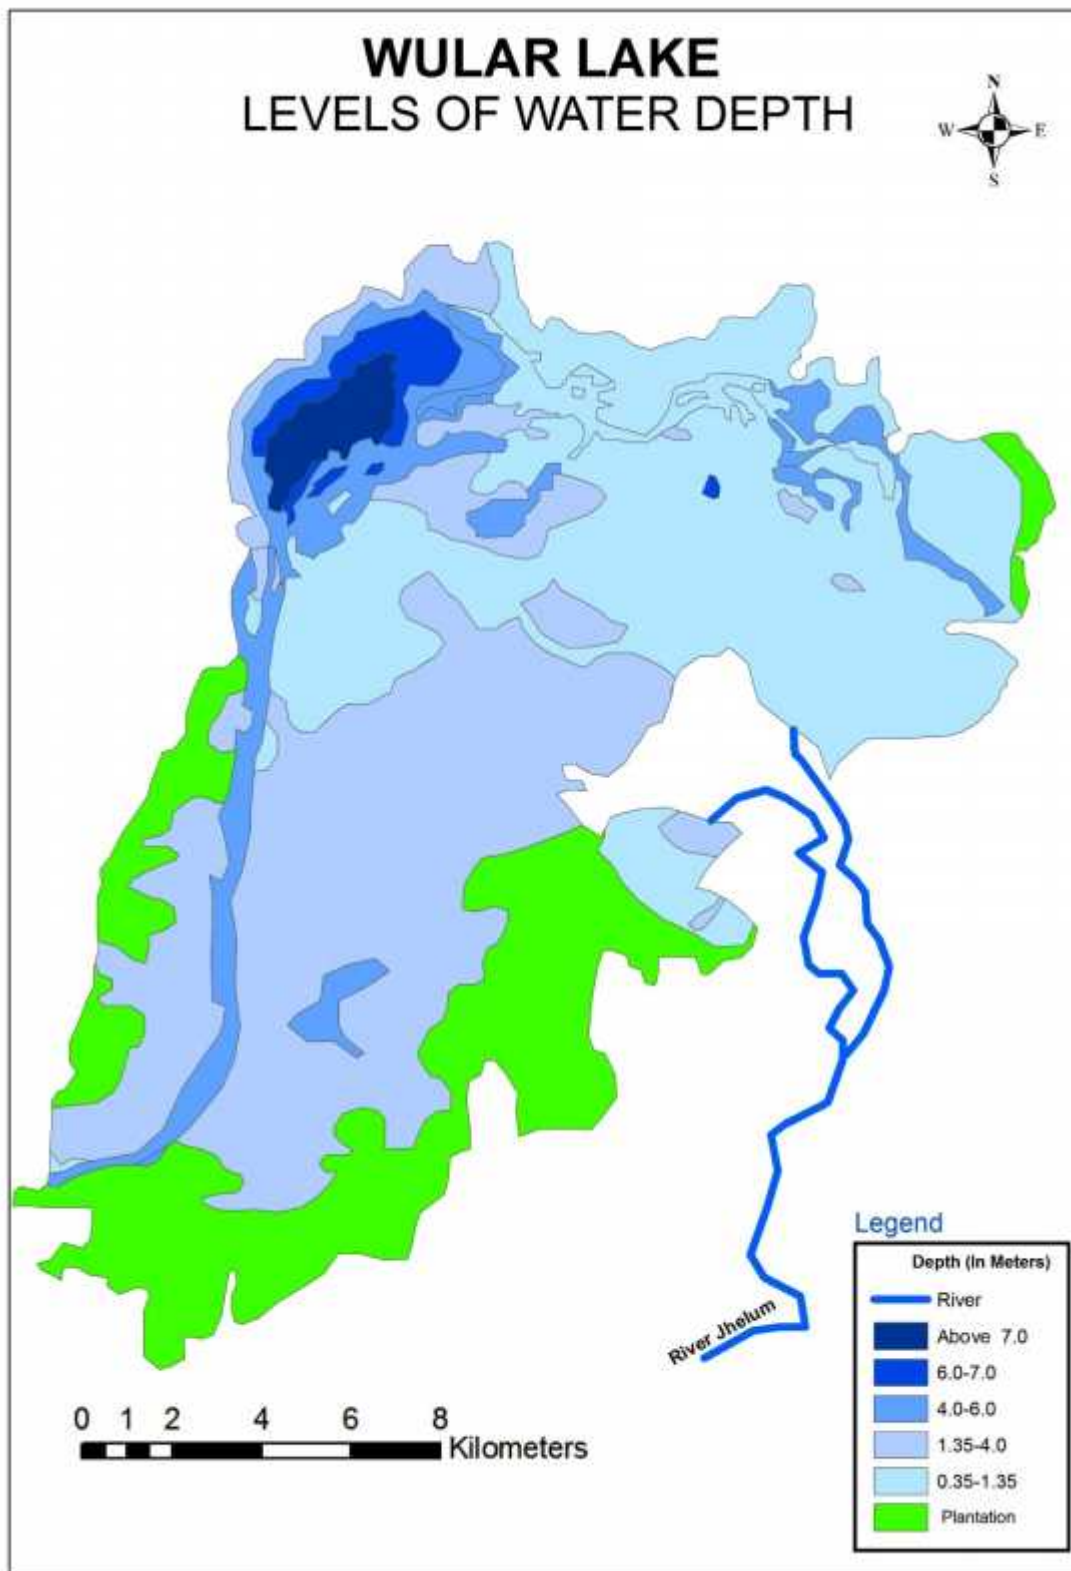 WULAR LAKE
LEVELS OF WATER DEPTH
N
W E
S
River Jhelum
Legend
Depth (In Meters)
River
Above 7.0
6.0-7.0
4.0-6.0
1.35-4.0
0.35-1.35
Plantation
0 1 2 4 6 8
Kilometers